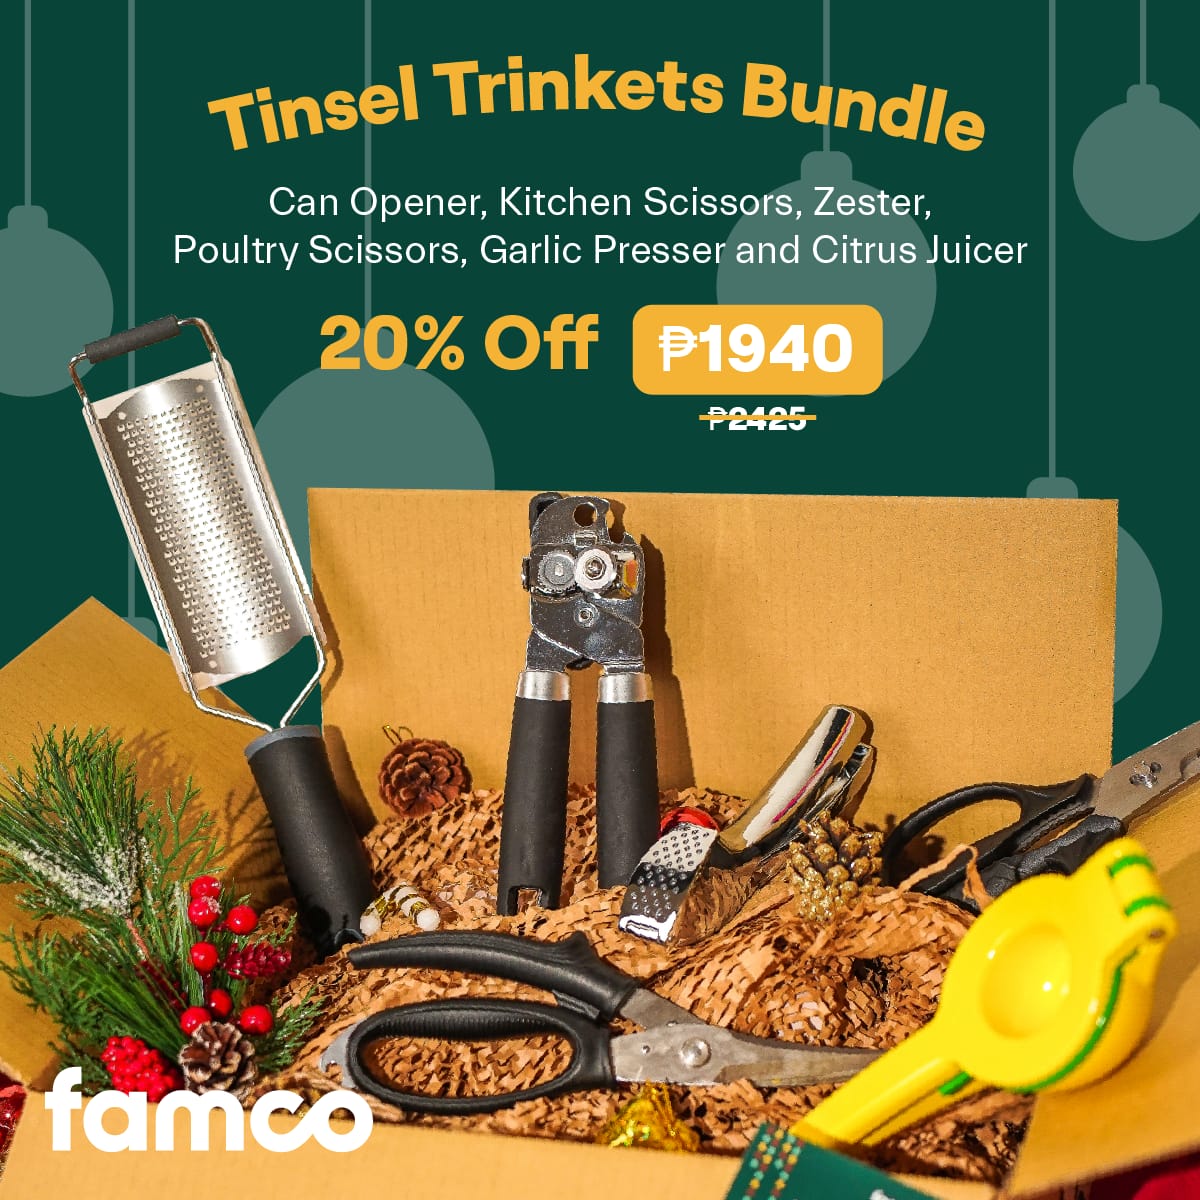 Tinsel Trinkets Bundle
Can Opener, Kitchen Scissors, Zester,
Poultry Scissors, Garlic Presser and Citrus Juicer
20% Off
₱1940
₱2425
famco